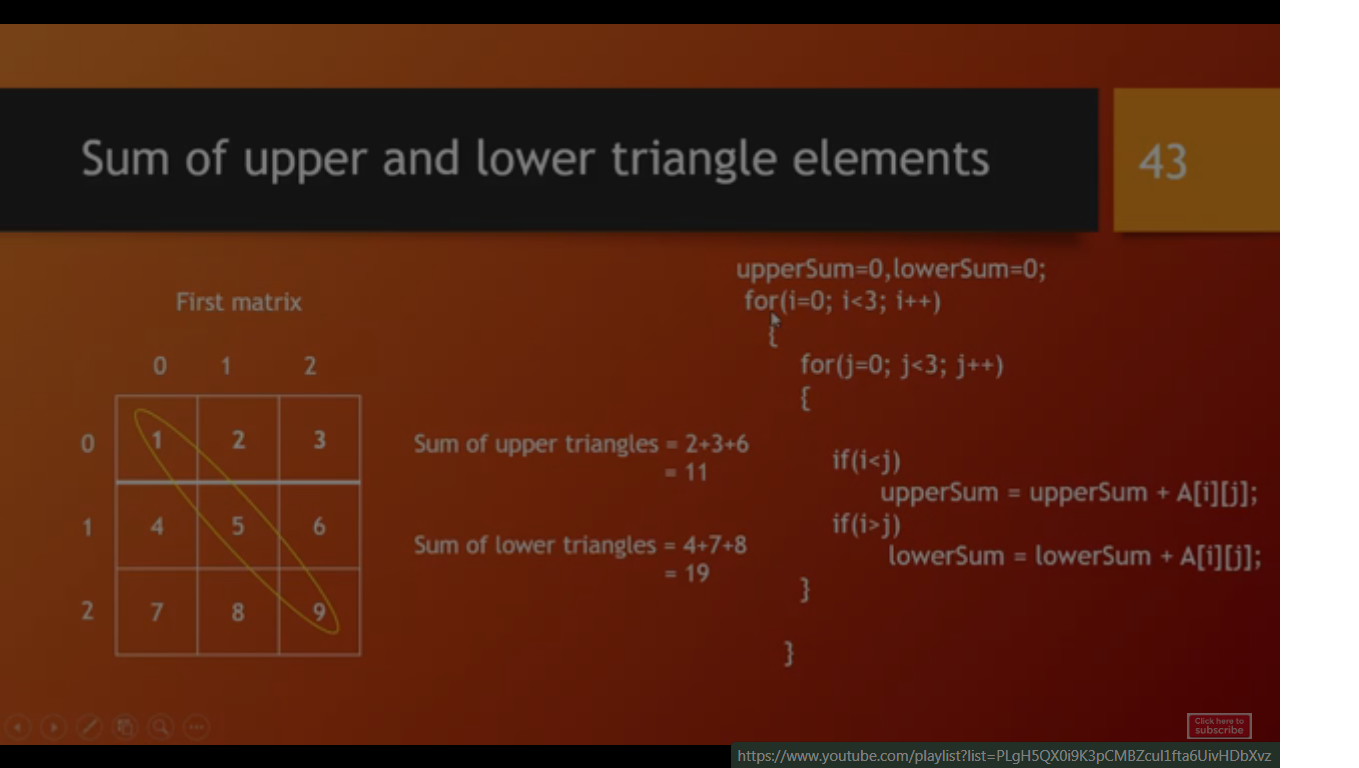 Sum of upper and lower triangle elements
43
First matrix
0 1 2
0 1 2 3
1 4 5 6
2 7 8 9
Sum of upper triangles = 2+3+6
= 11
Sum of lower triangles = 4+7+8
= 19
upperSum=0,lowerSum=0;
for(i=0; i<3; i++)
{
for(j=0; j<3; j++)
{
if(i<j)
upperSum = upperSum + A[i][j];
if(i>j)
lowerSum = lowerSum + A[i][j];
}
}
Click here to
subscribe
https://www.youtube.com/playlist?list=PLgH5QX0i9K3pCMBZcul1fta6UivHDbXvz